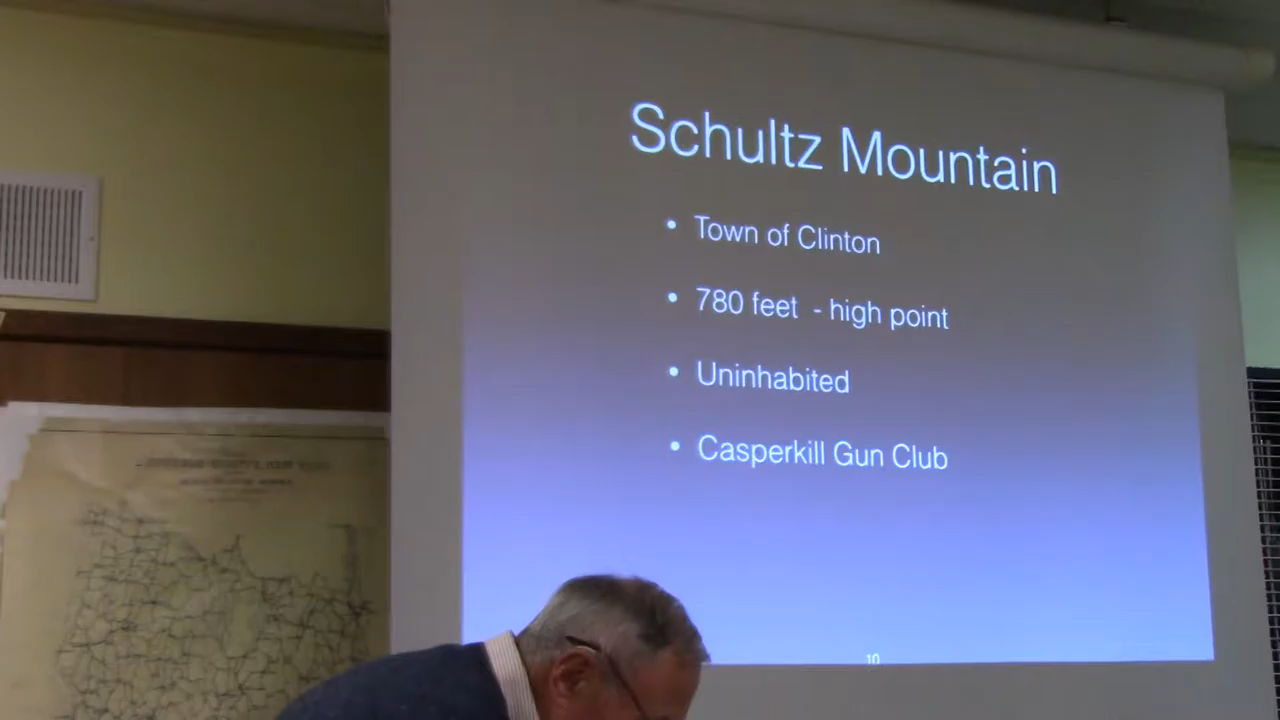 Schultz Mountain
• Town of Clinton
• 780 feet - high point
• Uninhabited
• Casperkill Gun Club
10